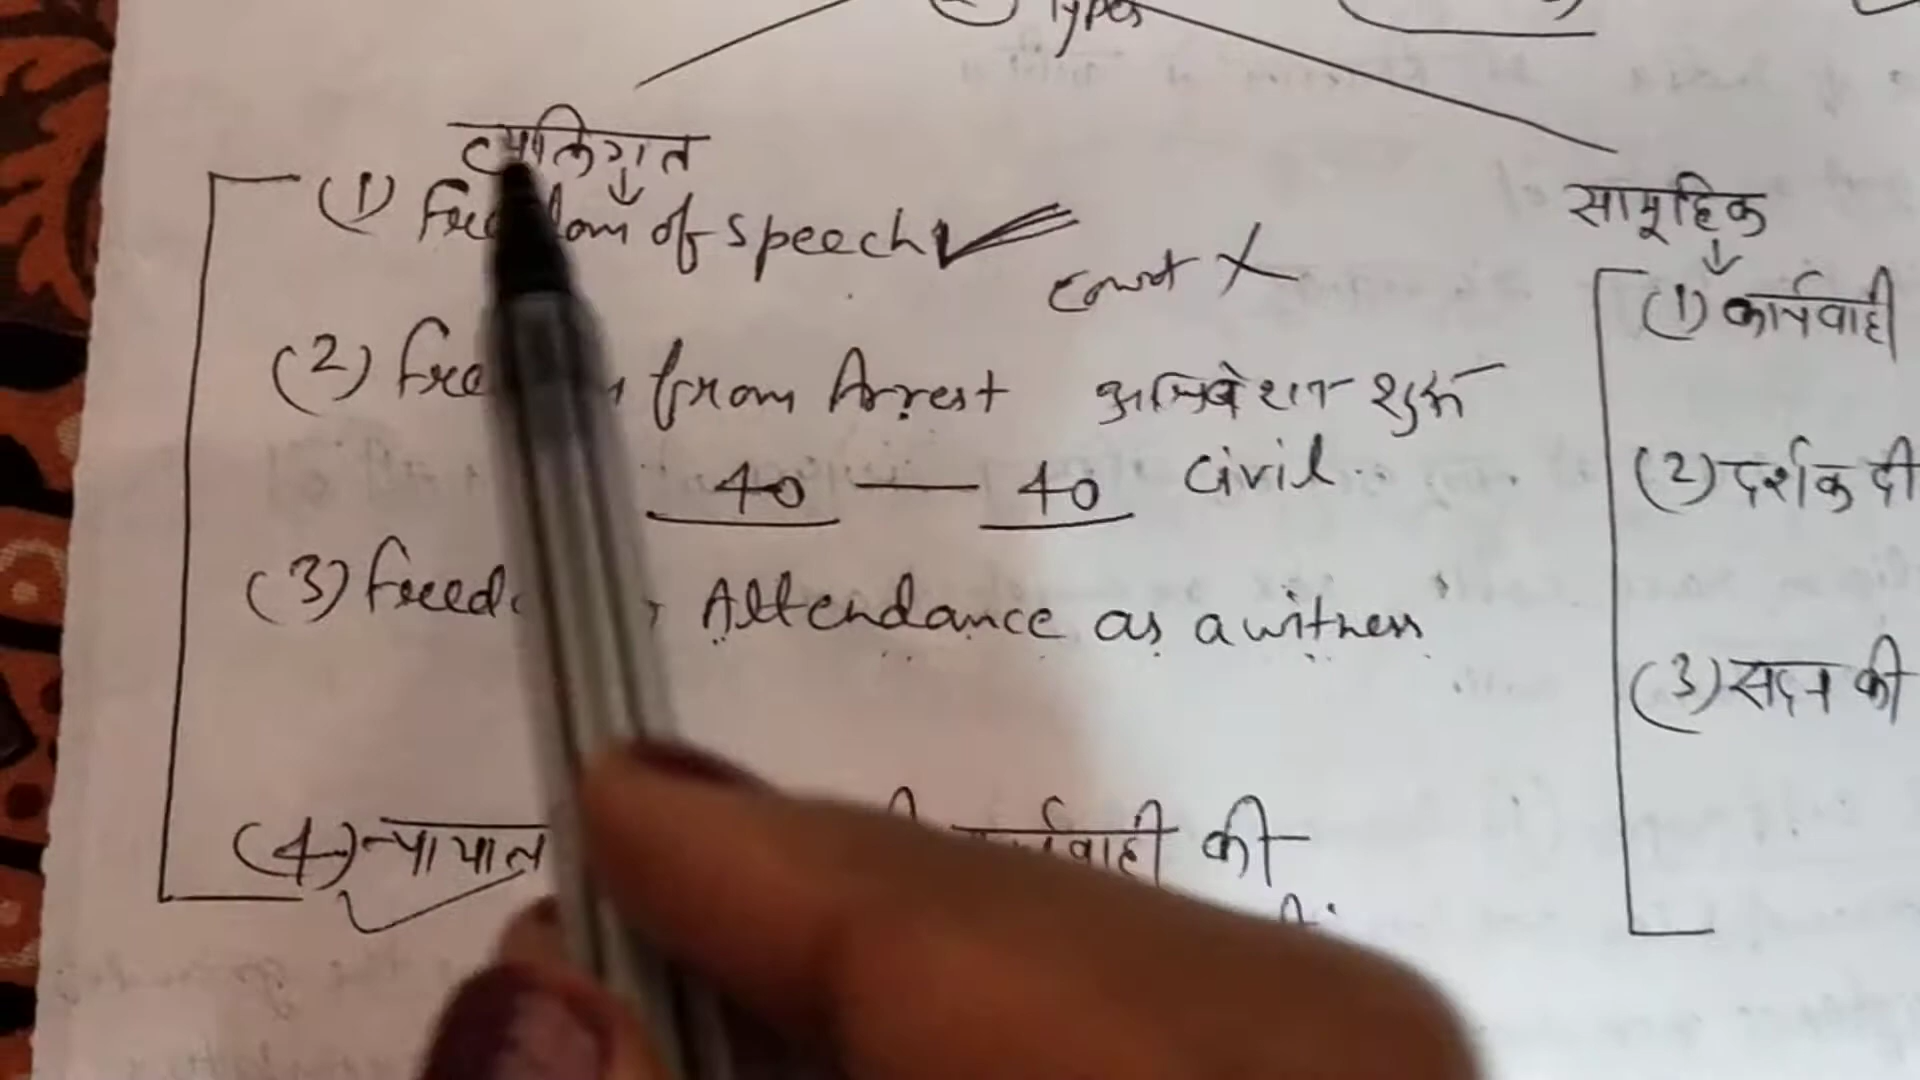 Types
व्यक्तिगत
(1) freedom of speech
court X
(2) from Arrest अधिवेशन शुरू
40 — 40 civil
(3) Attendance as a witness
(4) की
सामूहिक
(1) कार्यवाही
(2) दर्शक दी
(3) सदन की